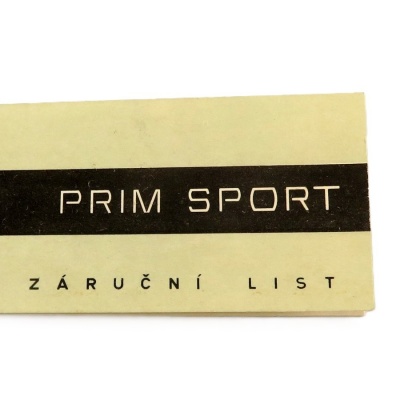 PRIM SPORT
ZÁRUČNÍ LIST